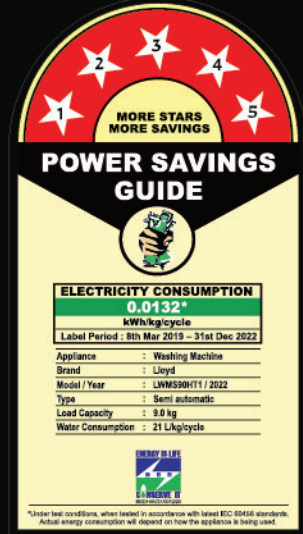 1 2 3 4 5
MORE STARS
MORE SAVINGS
POWER SAVINGS
GUIDE
ELECTRICITY CONSUMPTION
0.0132*
kWh/kg/cycle
Label Period : 8th Mar 2019 – 31st Dec 2022
Appliance : Washing Machine
Brand : Lloyd
Model / Year : LWMS90HT1 / 2022
Type : Semi automatic
Load Capacity : 9.0 kg
Water Consumption : 21 L/kg/cycle
ENERGY IS LIFE
CONSERVE IT
*Under test conditions, when tested in accordance with latest IEC 60456 standards.
Actual energy consumption will depend on how the appliance is being used.